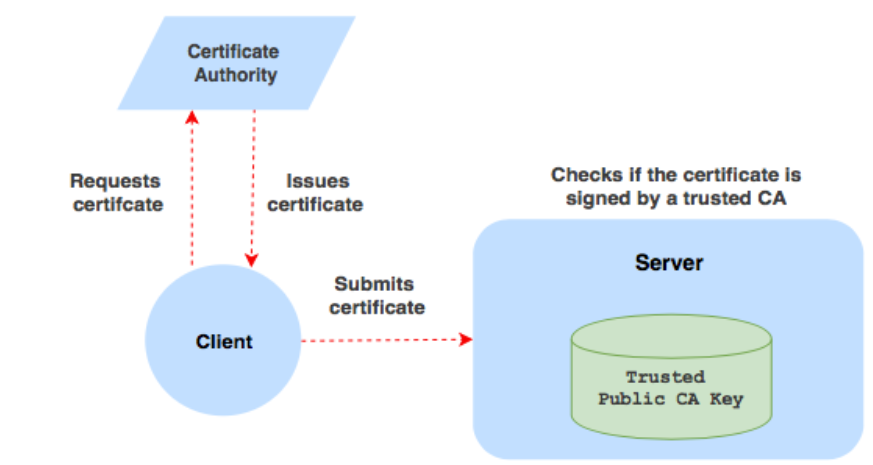 Certificate
Authority
Requests
certifcate
Issues
certificate
Checks if the certificate is
signed by a trusted CA
Server
Submits
certificate
Client
Trusted
Public CA Key